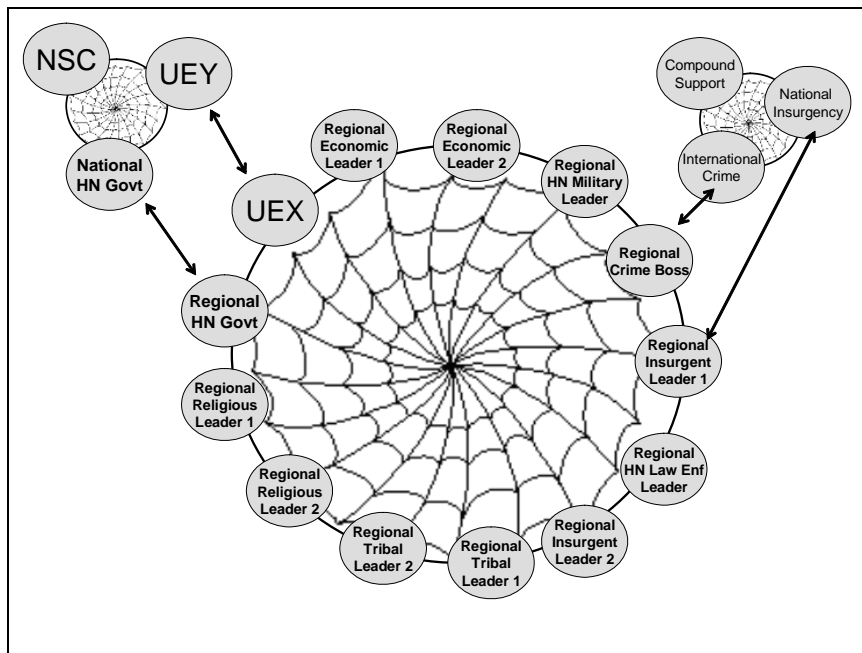 NSC
UEY
National
HN Govt
Compound
Support
National
Insurgency
International
Crime
Regional
Economic
Leader 1
Regional
Economic
Leader 2
Regional
HN Military
Leader
UEX
Regional
Crime Boss
Regional
HN Govt
Regional
Insurgent
Leader 1
Regional
Religious
Leader 1
Regional
HN Law Enf
Leader
Regional
Religious
Leader 2
Regional
Insurgent
Leader 2
Regional
Tribal
Leader 2
Regional
Tribal
Leader 1